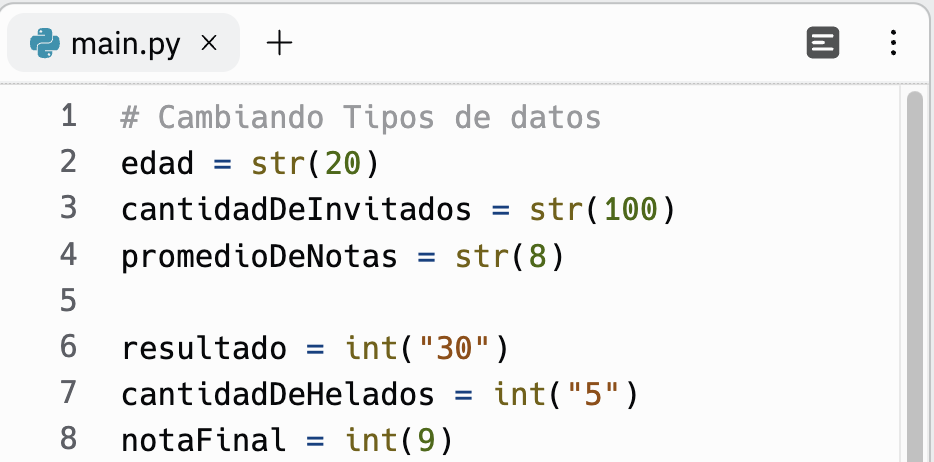 main.py × +
1 # Cambiando Tipos de datos
2 edad = str(20)
3 cantidadDeInvitados = str(100)
4 promedioDeNotas = str(8)
5
6 resultado = int("30")
7 cantidadDeHelados = int("5")
8 notaFinal = int(9)